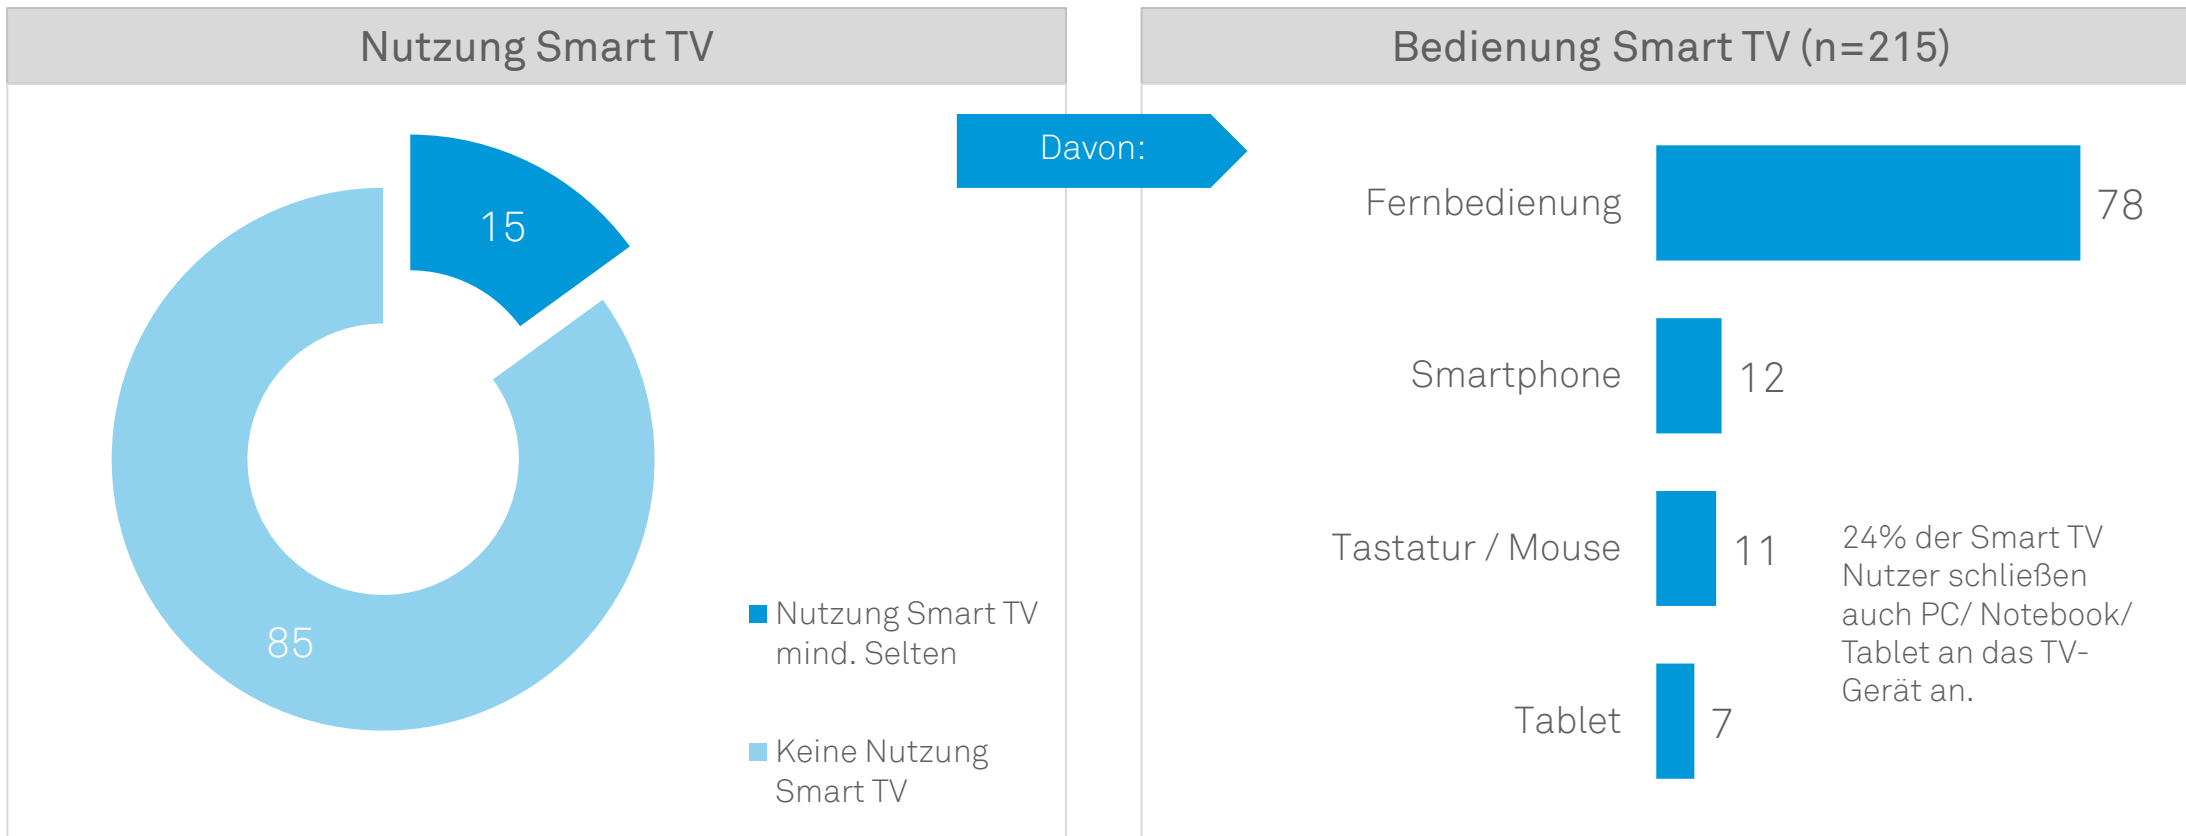 Nutzung Smart TV
15
85
Nutzung Smart TV
mind. Selten
Keine Nutzung
Smart TV
Davon:
Bedienung Smart TV (n=215)
Fernbedienung
78
Smartphone
12
Tastatur / Mouse
11
Tablet
7
24% der Smart TV
Nutzer schließen
auch PC/ Notebook/
Tablet an das TV-
Gerät an.